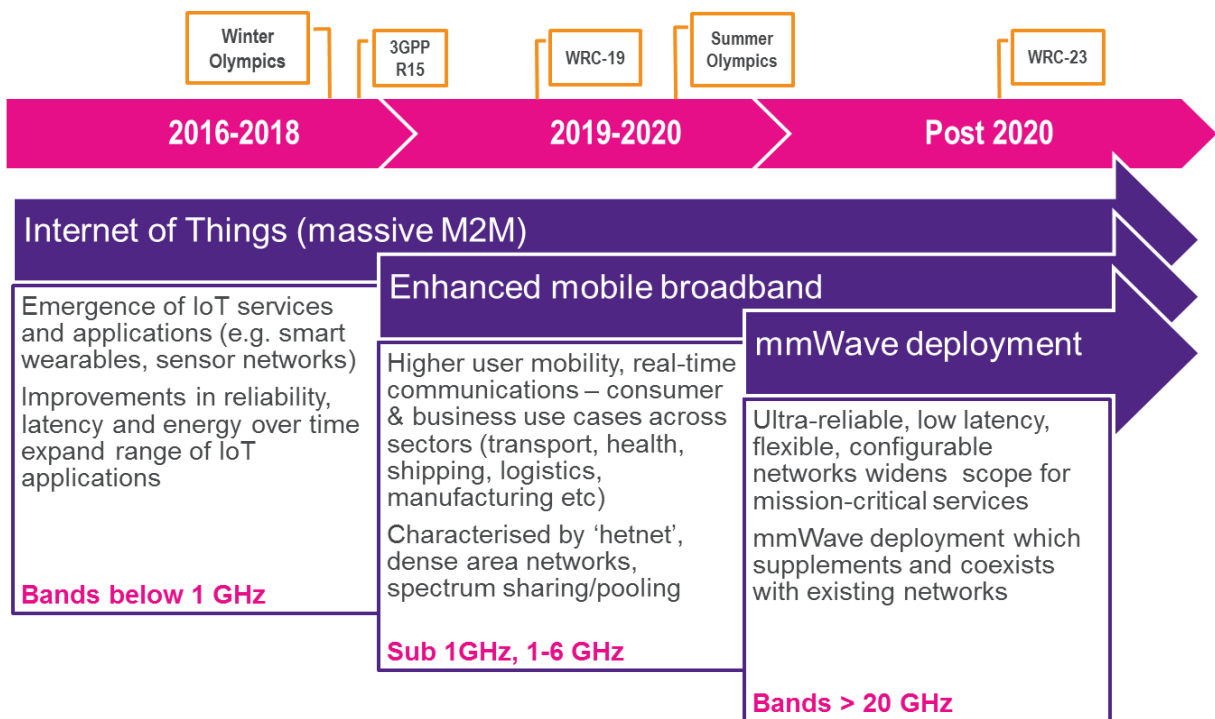 Winter
Olympics
3GPP
R15
WRC-19
Summer
Olympics
WRC-23
2016-2018
2019-2020
Post 2020
Internet of Things (massive M2M)
Emergence of IoT services
and applications (e.g. smart
wearables, sensor networks)
Improvements in reliability,
latency and energy over time
expand range of IoT
applications
Bands below 1 GHz
Enhanced mobile broadband
Higher user mobility, real-time
communications – consumer
& business use cases across
sectors (transport, health,
shipping, logistics,
manufacturing etc)
Characterised by ‘hetnet’,
dense area networks,
spectrum sharing/pooling
Sub 1GHz, 1-6 GHz
mmWave deployment
Ultra-reliable, low latency,
flexible, configurable
networks widens scope for
mission-critical services
mmWave deployment which
supplements and coexists
with existing networks
Bands > 20 GHz